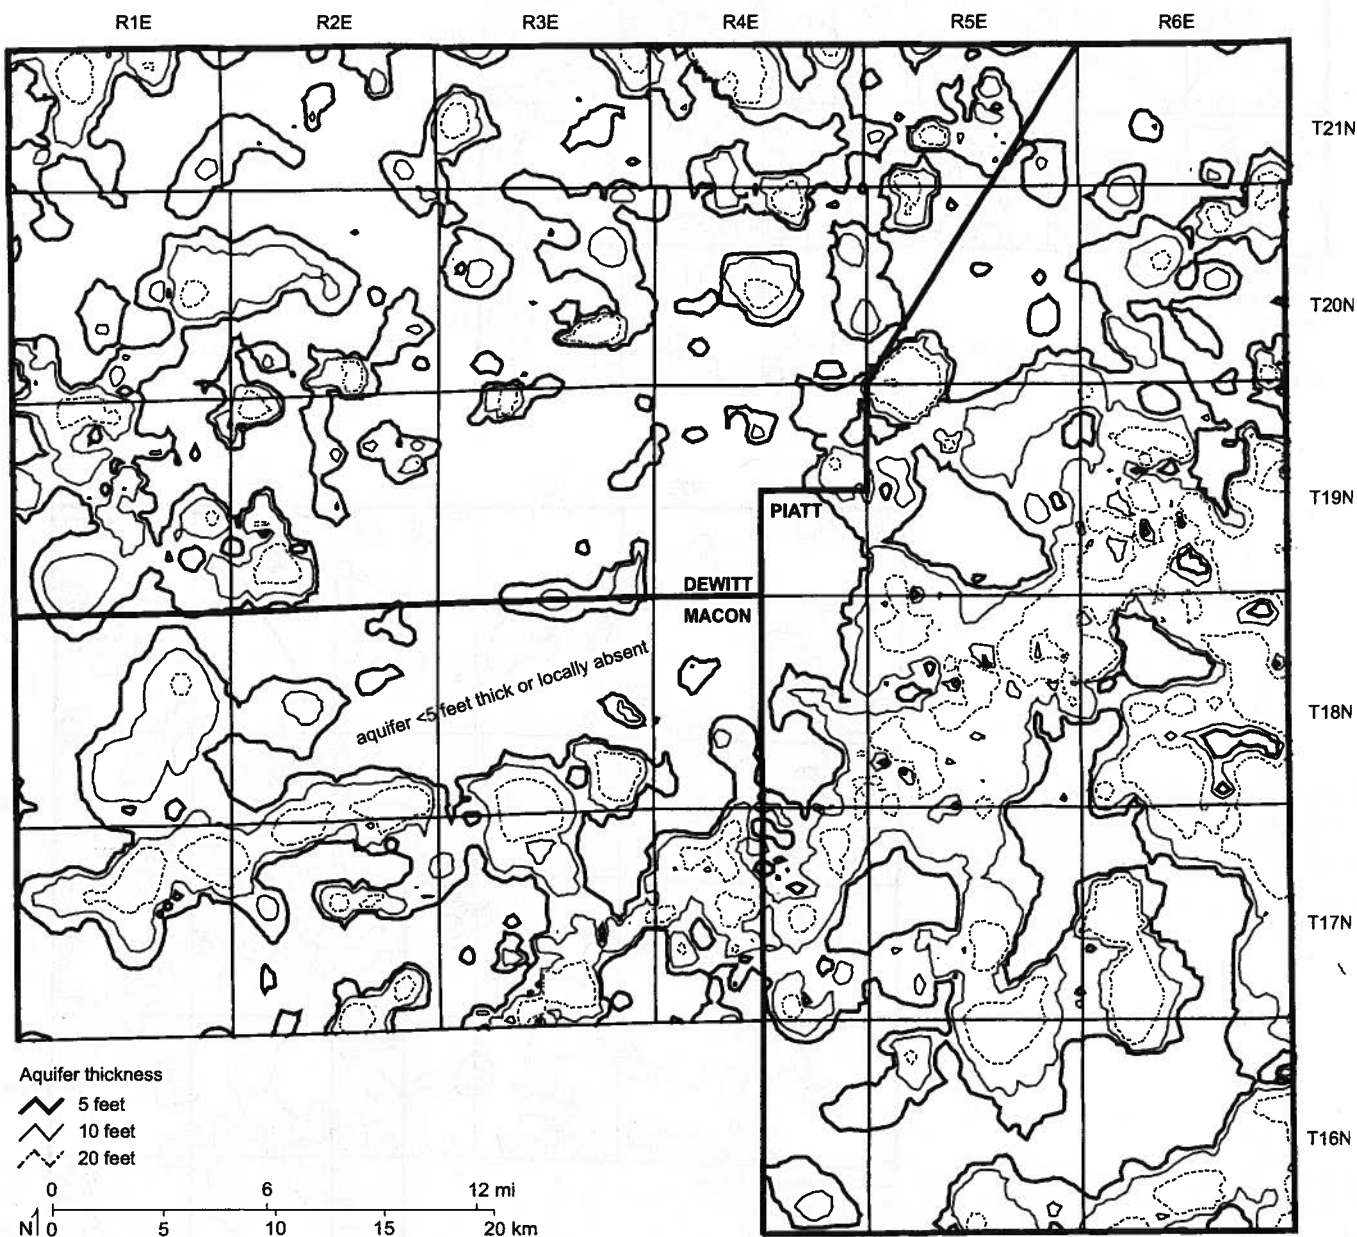 R1E R2E R3E R4E R5E R6E
T21N
T20N
T19N
PIATT
DEWITT
MACON
aquifer <5 feet thick or locally absent
T18N
T17N
T16N
Aquifer thickness
5 feet
10 feet
20 feet
0 6 12 mi
N 0 5 10 15 20 km